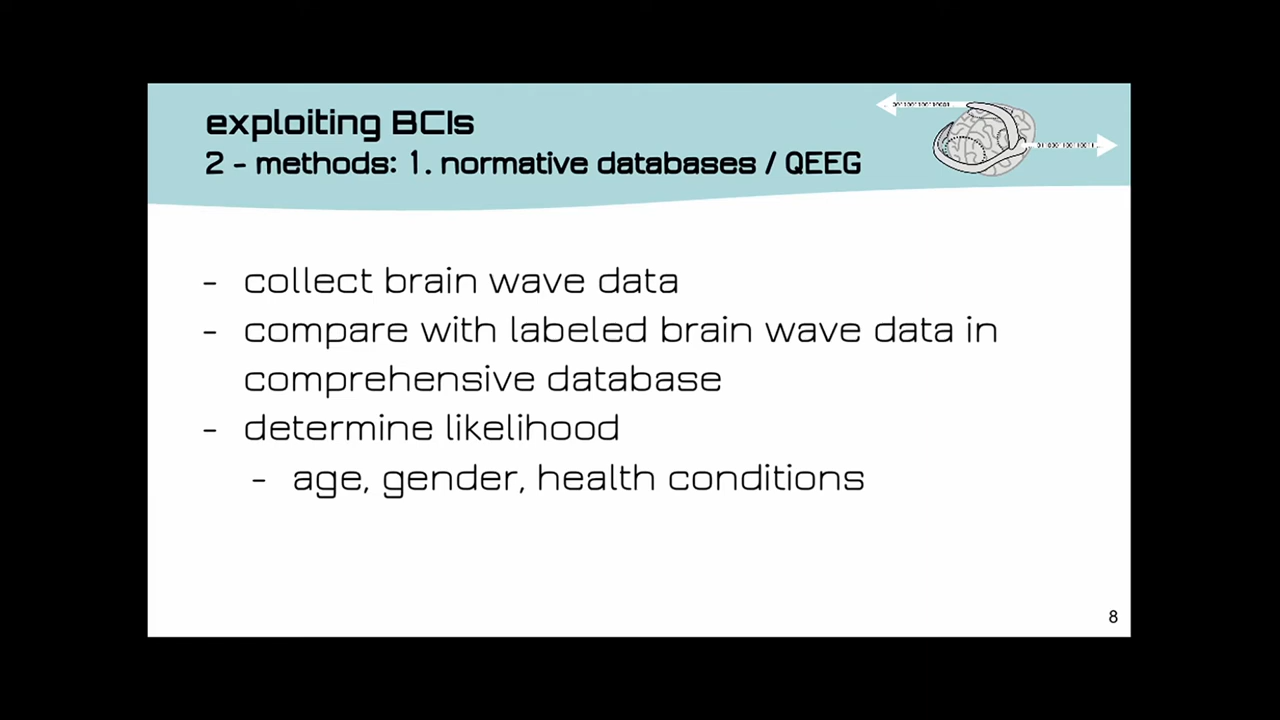 exploiting BCIs
2 - methods: 1. normative databases / QEEG
- collect brain wave data
- compare with labeled brain wave data in
comprehensive database
- determine likelihood
- age, gender, health conditions
8